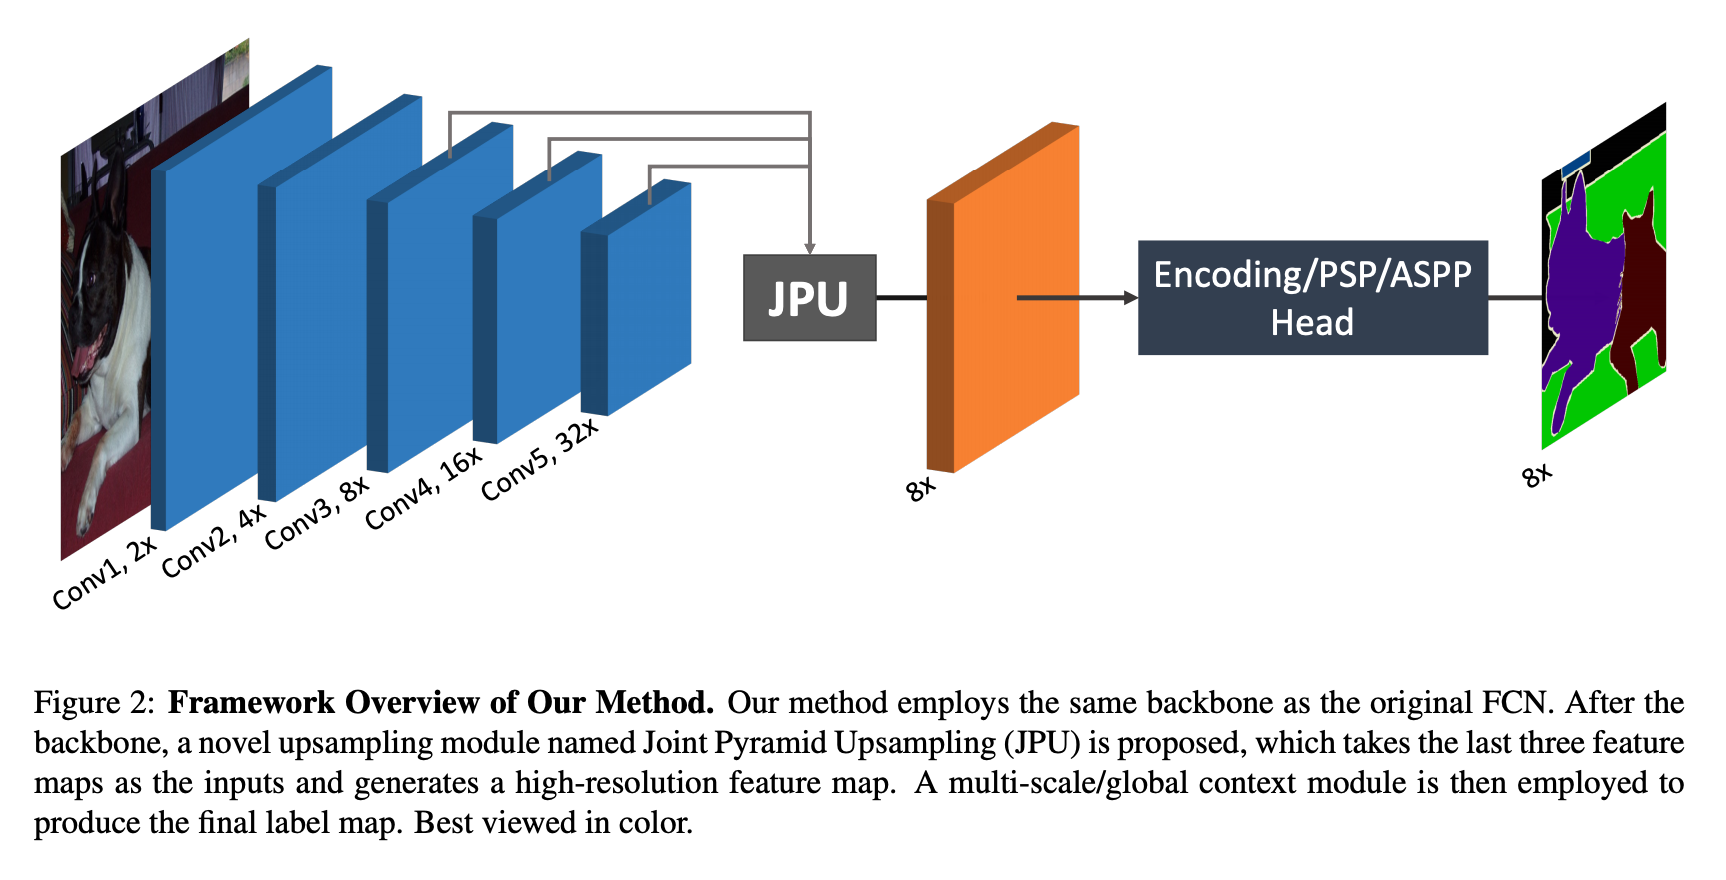 JPU
Encoding/PSP/ASPP
Head
Conv1, 2x
Conv2, 4x
Conv3, 8x
Conv4, 16x
Conv5, 32x
8x
8x
Figure 2: Framework Overview of Our Method. Our method employs the same backbone as the original FCN. After the
backbone, a novel upsampling module named Joint Pyramid Upsampling (JPU) is proposed, which takes the last three feature
maps as the inputs and generates a high-resolution feature map. A multi-scale/global context module is then employed to
produce the final label map. Best viewed in color.